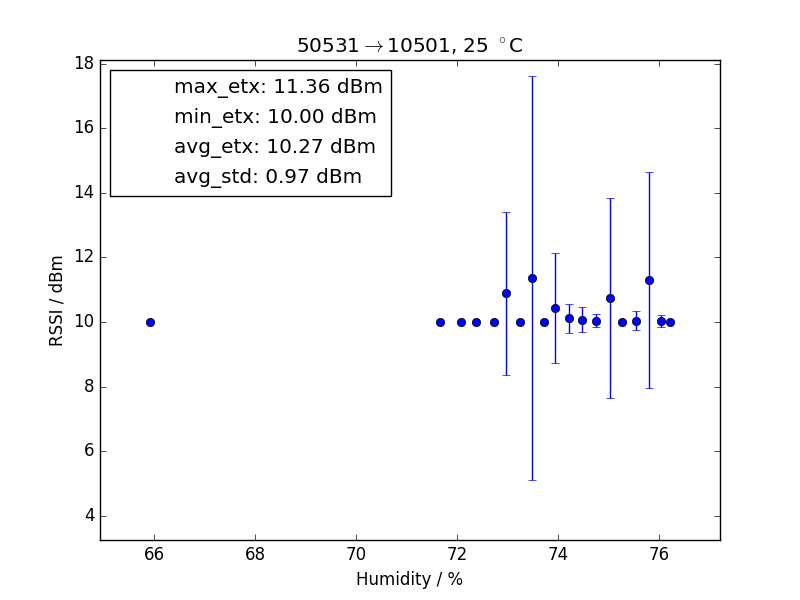 50531→10501, 25 °C
max_etx: 11.36 dBm
min_etx: 10.00 dBm
avg_etx: 10.27 dBm
avg_std: 0.97 dBm
RSSI / dBm
18
16
14
12
10
8
6
4
66 68 70 72 74 76
Humidity / %